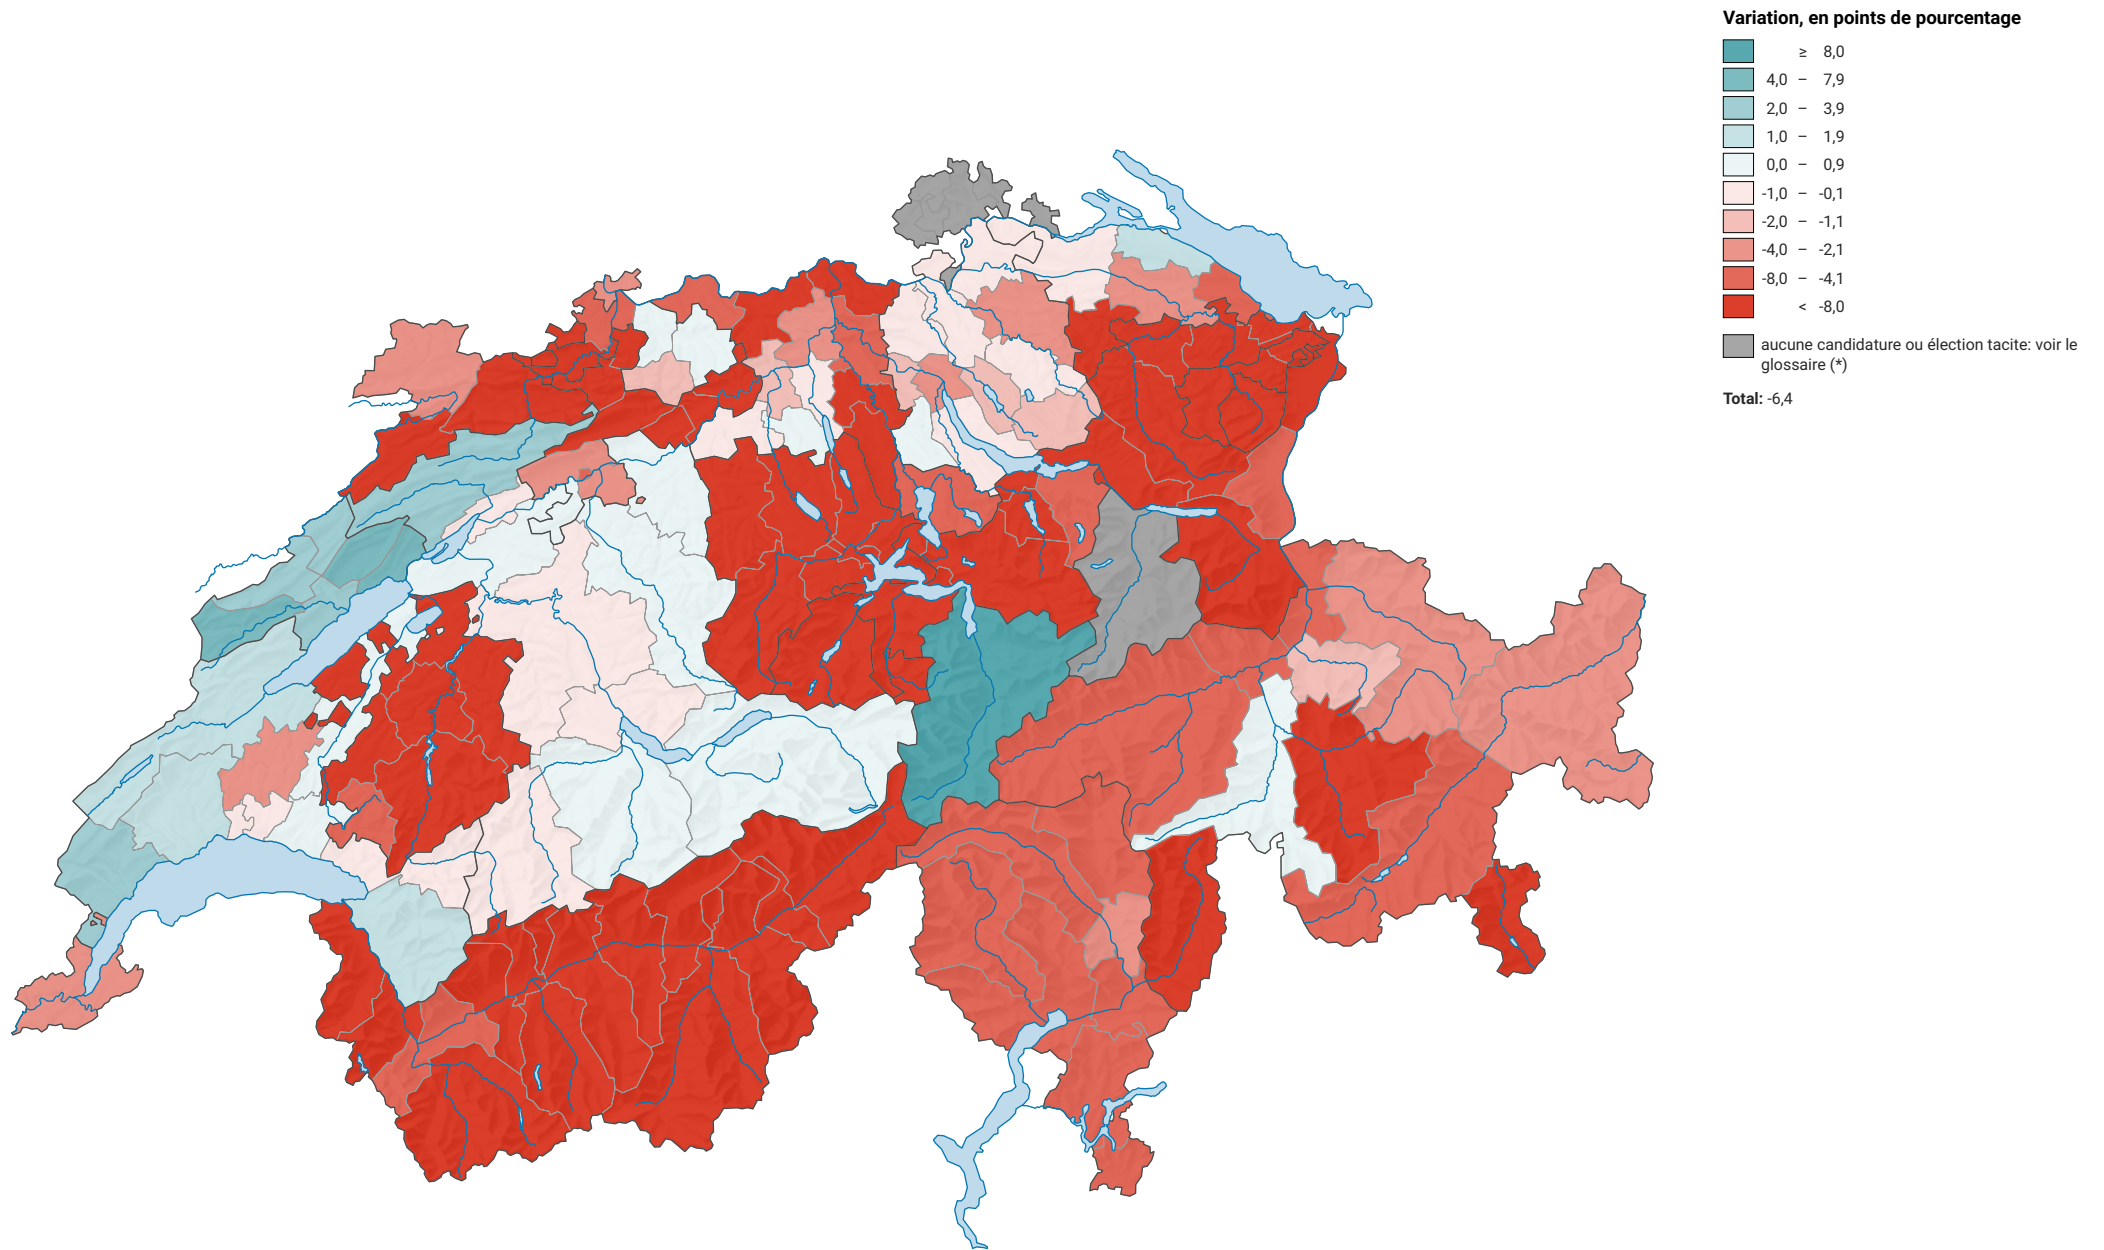 Variation, en points de pourcentage
≥ 8,0
4,0 – 7,9
2,0 – 3,9
1,0 – 1,9
0,0 – 0,9
-1,0 – -0,1
-2,0 – -1,1
-4,0 – -2,1
-8,0 – -4,1
< -8,0
aucune candidature ou élection tacite: voir le
glossaire (*)
Total: -6,4